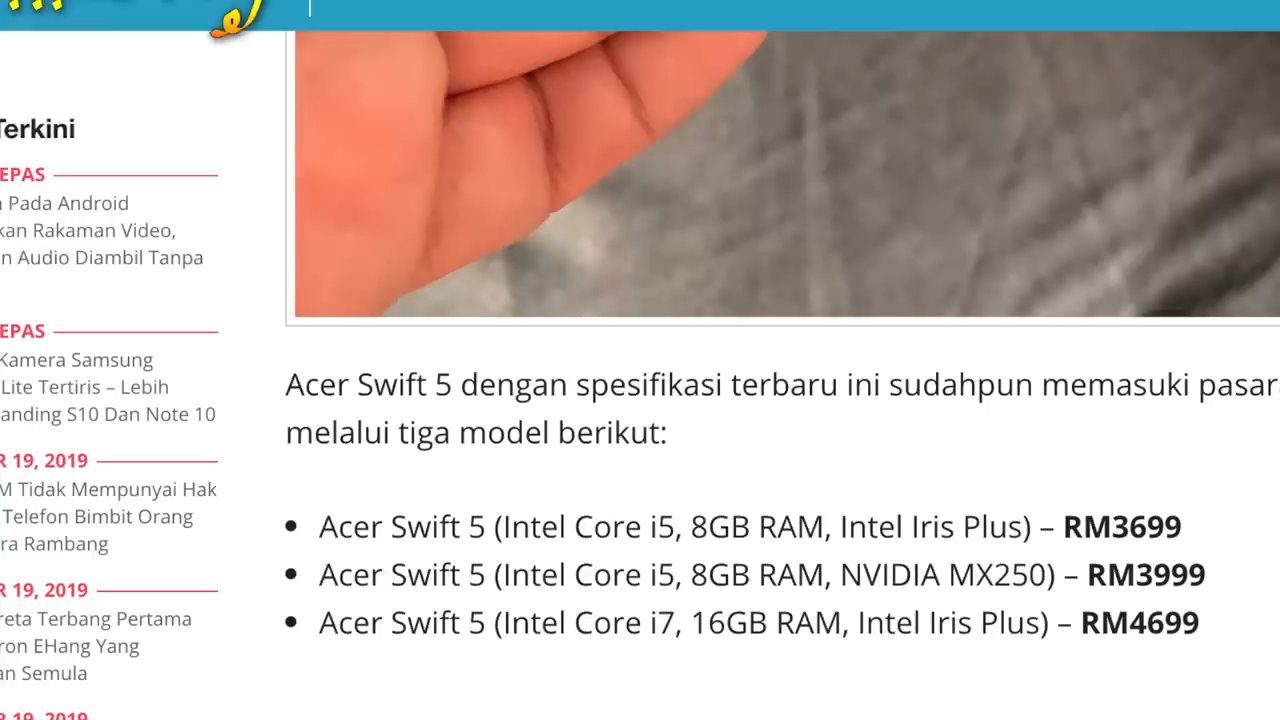 Terkini
EPAS
Pada Android
kan Rakaman Video,
n Audio Diambil Tanpa
EPAS
Kamera Samsung
Lite Tertiris – Lebih
anding S10 Dan Note 10
R 19, 2019
M Tidak Mempunyai Hak
Telefon Bimbit Orang
ra Rambang
R 19, 2019
reta Terbang Pertama
ron EHang Yang
an Semula
R 19, 2019
Acer Swift 5 dengan spesifikasi terbaru ini sudahpun memasuki pasar
melalui tiga model berikut:
• Acer Swift 5 (Intel Core i5, 8GB RAM, Intel Iris Plus) – RM3699
• Acer Swift 5 (Intel Core i5, 8GB RAM, NVIDIA MX250) – RM3999
• Acer Swift 5 (Intel Core i7, 16GB RAM, Intel Iris Plus) – RM4699